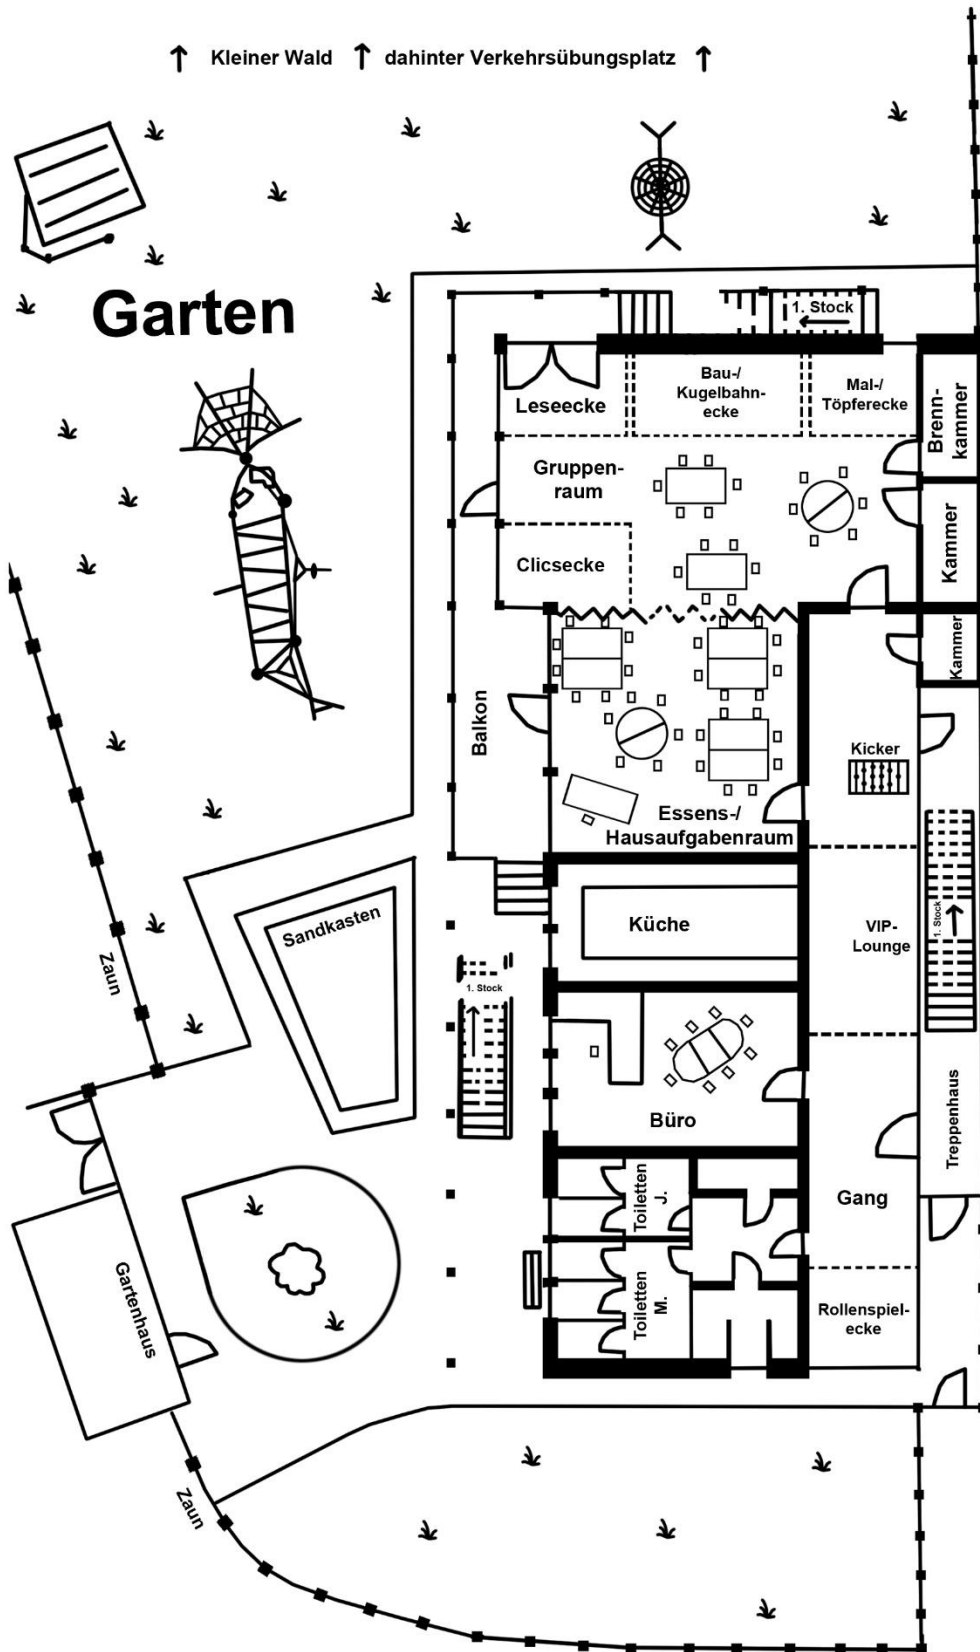 Kleiner Wald dahinter Verkehrsübungsplatz
Garten
1. Stock
Leseecke
Bau-/
Kugelbahn-
ecke
Mal-/
Töpferecke
Brenn-
kammer
Gruppen-
raum
Clicsecke
Kammer
Kammer
Balkon
Kicker
Essens-/
Hausaufgabenraum
Sandkasten
Küche
VIP-
Lounge
1. Stock
Zaun
1. Stock
Büro
Treppenhaus
Toiletten
J.
Gang
Gartenhaus
Toiletten
M.
Rollenspiel-
ecke
Zaun